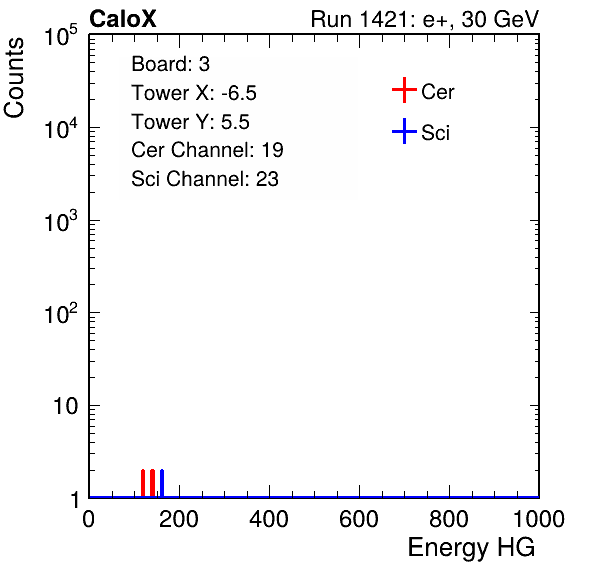 CaloX Run 1421: e+, 30 GeV
Counts
Board: 3
Tower X: -6.5
Tower Y: 5.5
Cer Channel: 19
Sci Channel: 23
Cer
Sci
10^5
10^4
10^3
10^2
10
1
0 200 400 600 800 1000
Energy HG